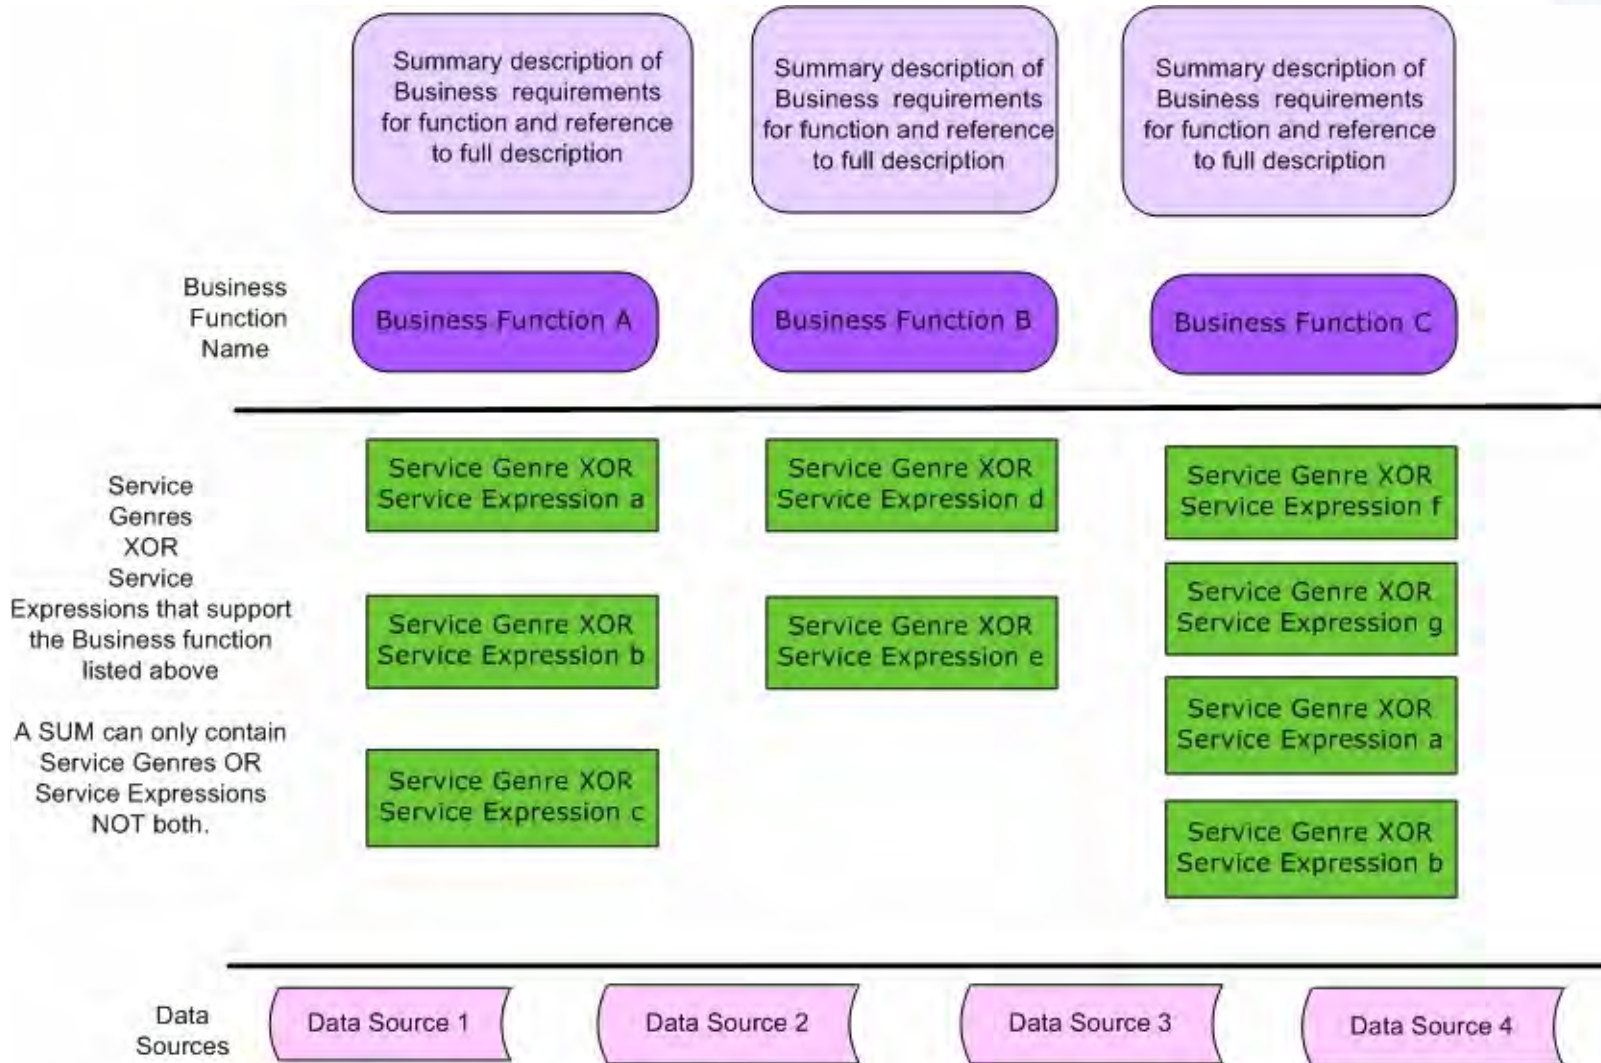 Summary description of
Business requirements
for function and reference
to full description
Summary description of
Business requirements
for function and reference
to full description
Summary description of
Business requirements
for function and reference
to full description
Business
Function
Name
Business Function A
Business Function B
Business Function C
Service
Genres
XOR
Service
Expressions that support
the Business function
listed above
A SUM can only contain
Service Genres OR
Service Expressions
NOT both.
Service Genre XOR
Service Expression a
Service Genre XOR
Service Expression b
Service Genre XOR
Service Expression c
Service Genre XOR
Service Expression d
Service Genre XOR
Service Expression e
Service Genre XOR
Service Expression f
Service Genre XOR
Service Expression g
Service Genre XOR
Service Expression a
Service Genre XOR
Service Expression b
Data
Sources
Data Source 1
Data Source 2
Data Source 3
Data Source 4